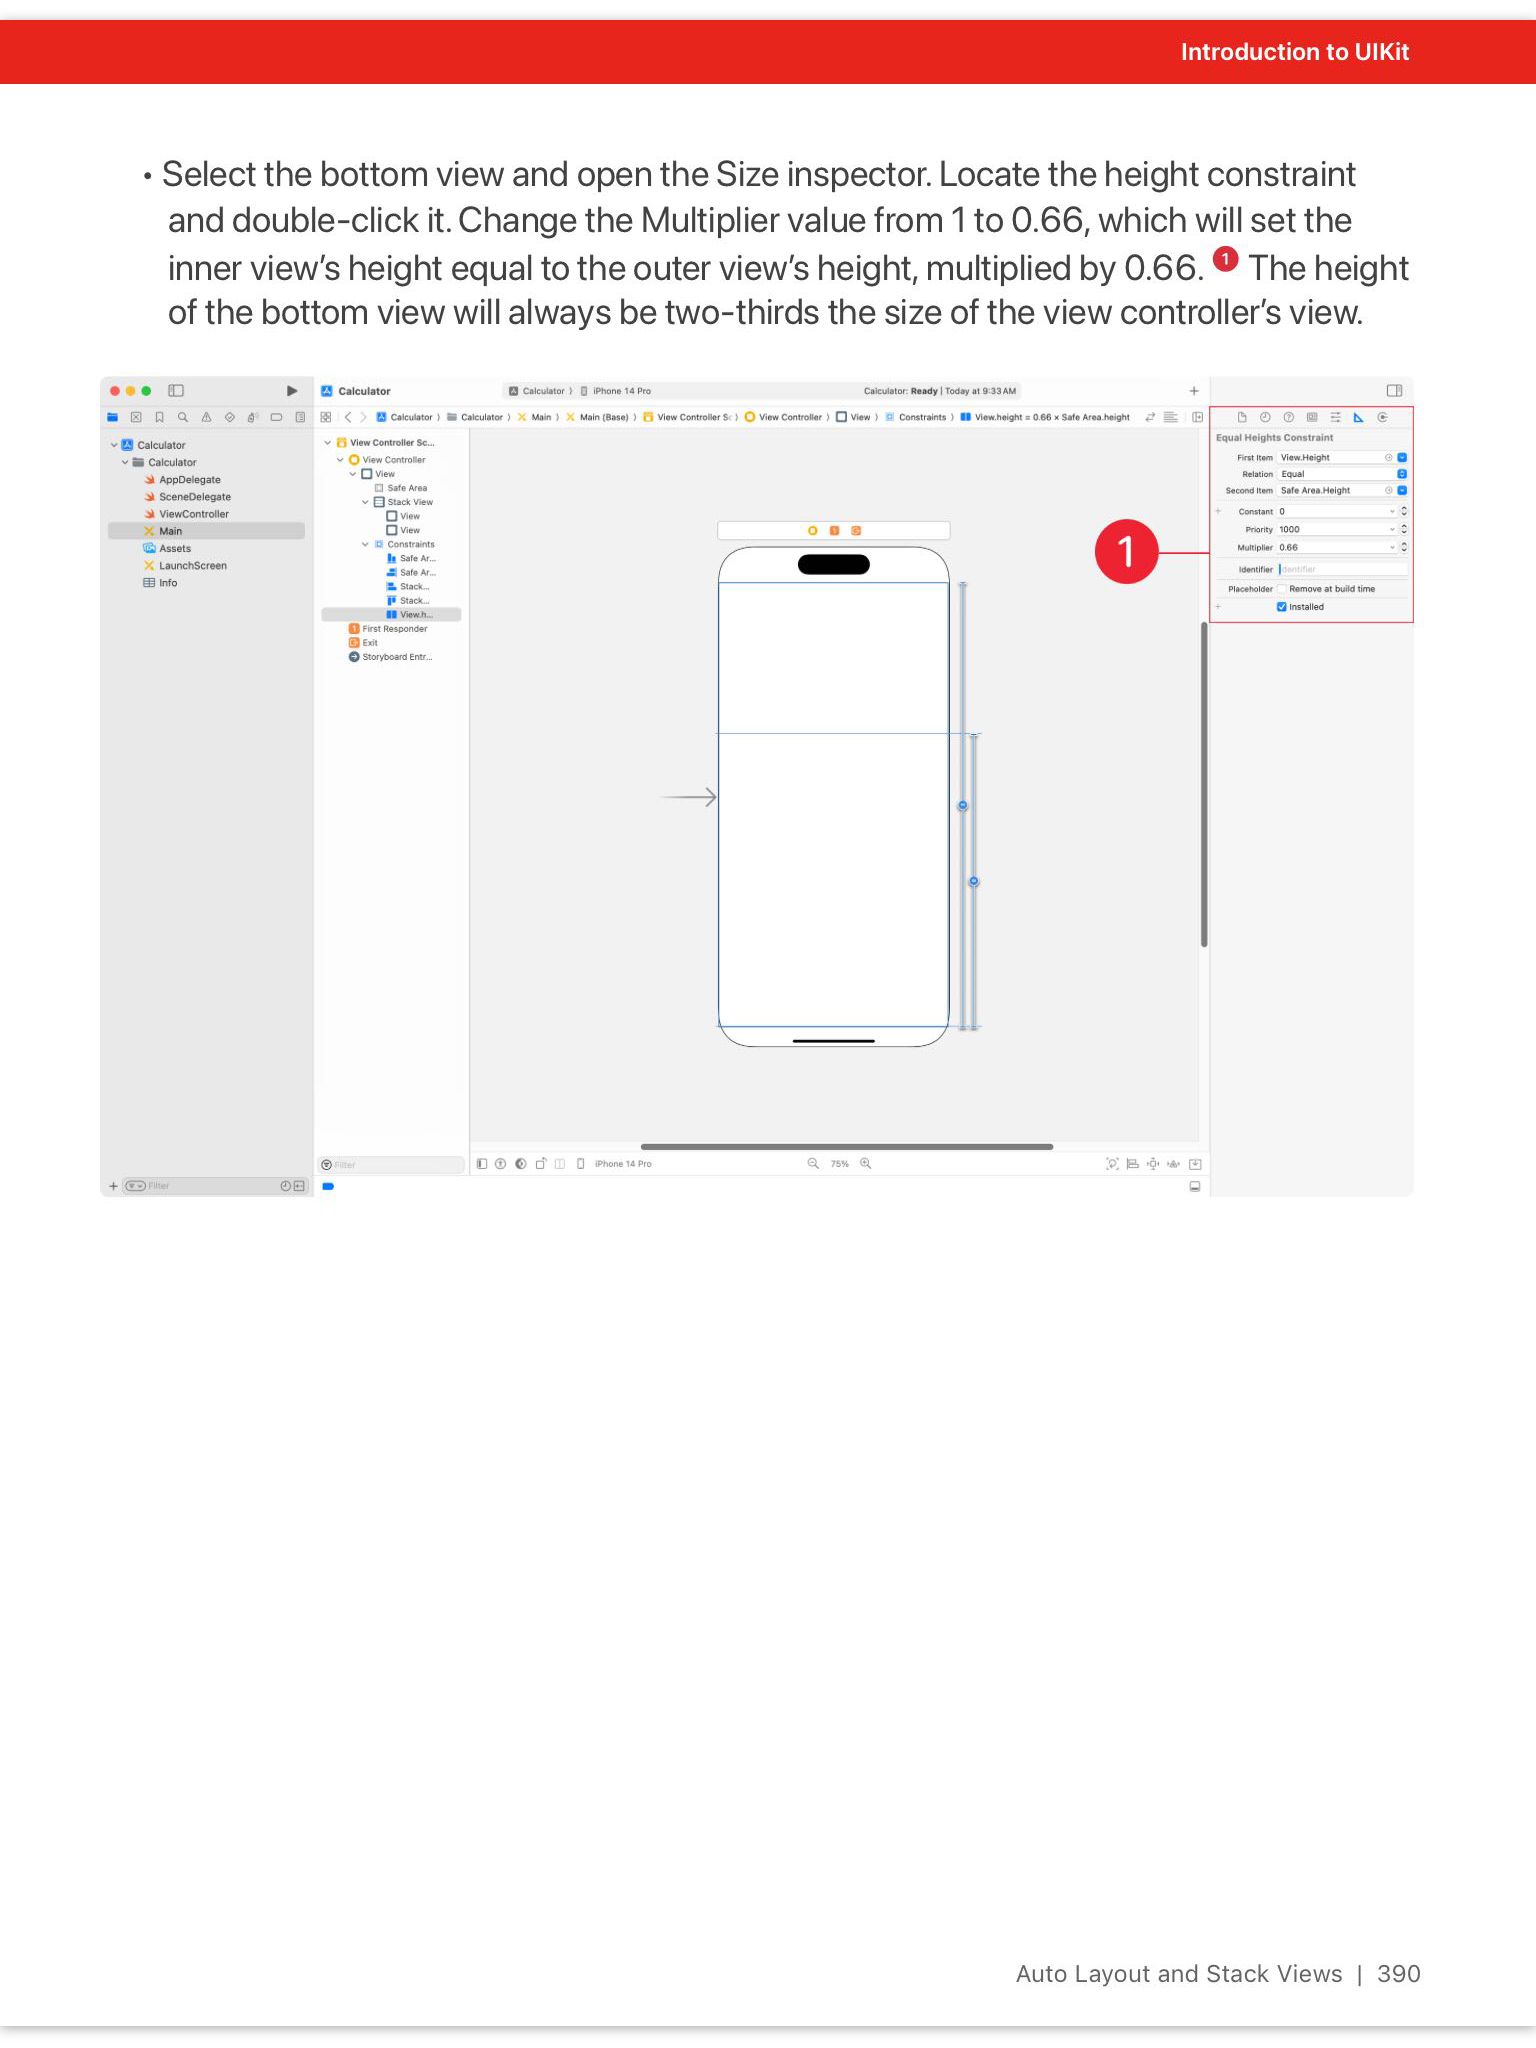 Introduction to UIKit
• Select the bottom view and open the Size inspector. Locate the height constraint
and double-click it. Change the Multiplier value from 1 to 0.66, which will set the
inner view’s height equal to the outer view’s height, multiplied by 0.66. 1 The height
of the bottom view will always be two-thirds the size of the view controller’s view.
Calculator
Calculator ⟩ iPhone 14 Pro
Calculator: Ready | Today at 9:33 AM
Calculator ⟩ Calculator ⟩ Main ⟩ Main (Base) ⟩ View Controller Sc ⟩ View Controller ⟩ View ⟩ Constraints ⟩ View.height = 0.66 × Safe Area.height
Calculator
Calculator
AppDelegate
SceneDelegate
ViewController
Main
Assets
LaunchScreen
Info
View Controller Sc...
View Controller
View
Safe Area
Stack View
View
View
Constraints
Safe Ar...
Safe Ar...
Stack...
Stack...
View.h...
First Responder
Exit
Storyboard Entr...
Equal Heights Constraint
First Item View.Height
Relation Equal
Second Item Safe Area.Height
Constant 0
Priority 1000
Multiplier 0.66
Identifier Identifier
Placeholder Remove at build time
Installed
1
Filter
iPhone 14 Pro
75%
Filter
Auto Layout and Stack Views | 390